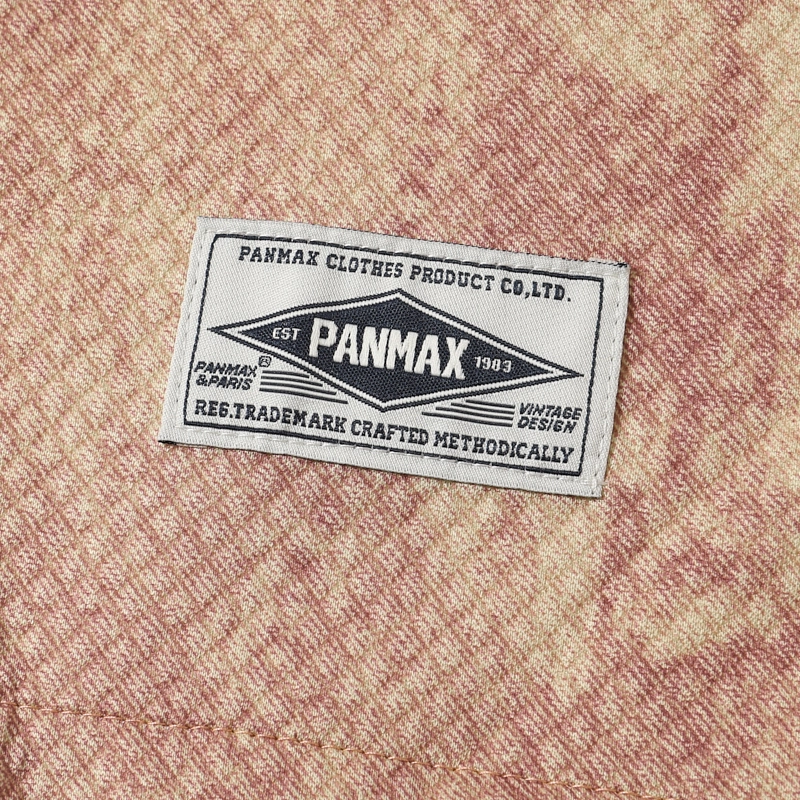 PANMAX CLOTHES PRODUCT CO,LTD.
EST PANMAX 1983
PANMAX ®
&PARIS
VINTAGE
DESIGN
REG.TRADEMARK CRAFTED METHODICALLY